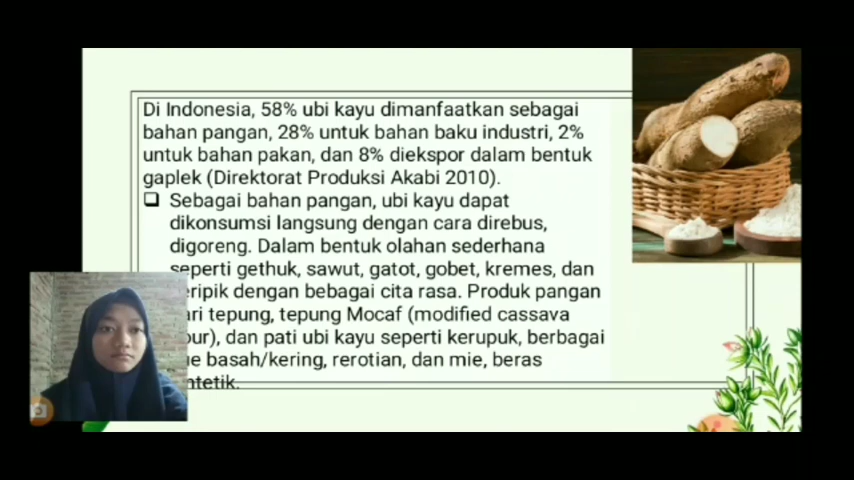 Di Indonesia, 58% ubi kayu dimanfaatkan sebagai
bahan pangan, 28% untuk bahan baku industri, 2%
untuk bahan pakan, dan 8% diekspor dalam bentuk
gaplek (Direktorat Produksi Akabi 2010).
Sebagai bahan pangan, ubi kayu dapat
dikonsumsi langsung dengan cara direbus,
digoreng. Dalam bentuk olahan sederhana
seperti gethuk, sawut, gatot, gobet, kremes, dan
eripik dengan bebagai cita rasa. Produk pangan
ari tepung, tepung Mocaf (modified cassava
our), dan pati ubi kayu seperti kerupuk, berbagai
ue basah/kering, rerotian, dan mie, beras
ntetik.